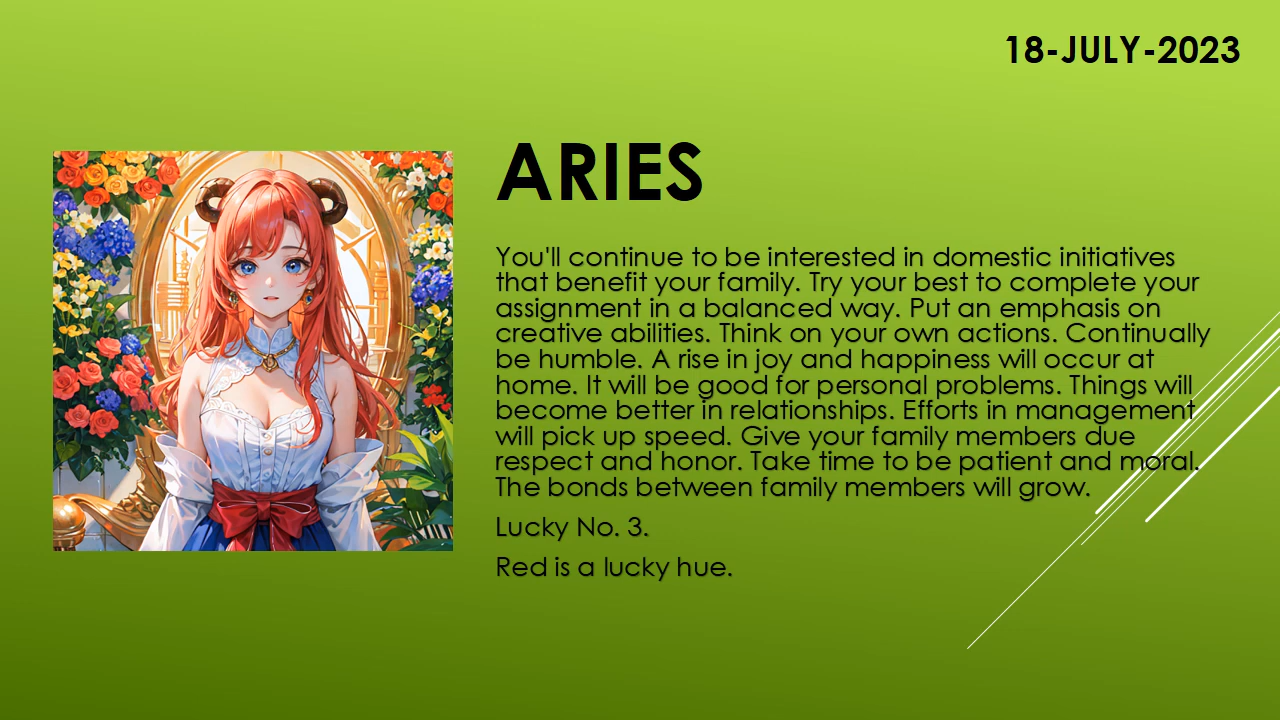 18-JULY-2023
ARIES
You'll continue to be interested in domestic initiatives
that benefit your family. Try your best to complete your
assignment in a balanced way. Put an emphasis on
creative abilities. Think on your own actions. Continually
be humble. A rise in joy and happiness will occur at
home. It will be good for personal problems. Things will
become better in relationships. Efforts in management
will pick up speed. Give your family members due
respect and honor. Take time to be patient and moral.
The bonds between family members will grow.
Lucky No. 3.
Red is a lucky hue.